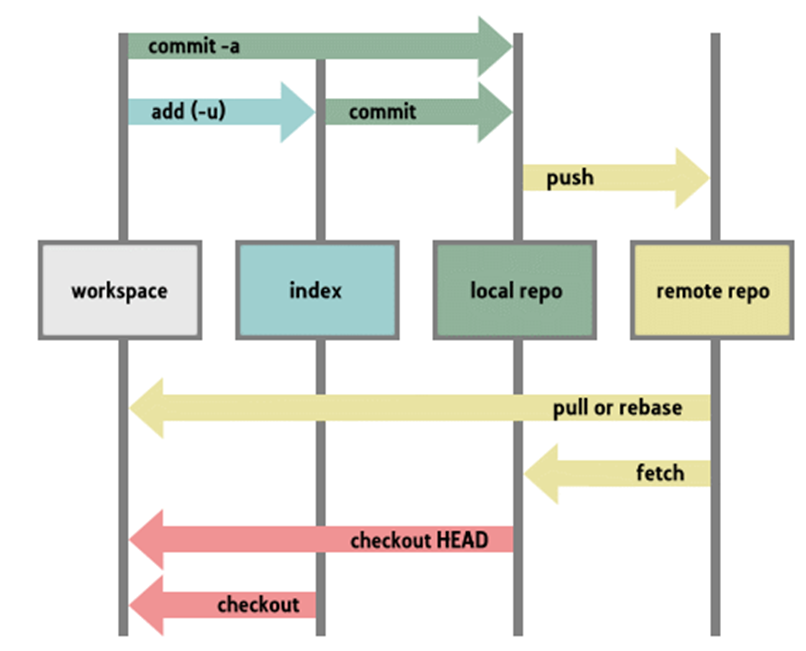 commit -a
add (-u)
commit
push
workspace
index
local repo
remote repo
pull or rebase
fetch
checkout HEAD
checkout